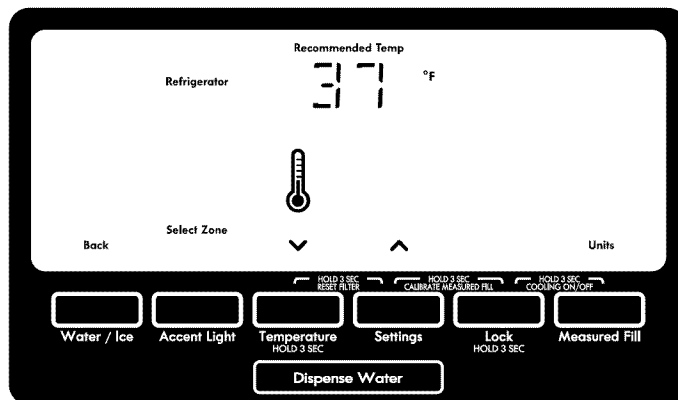 Recommended Temp
Refrigerator 37 °F
Select Zone
Back Units
HOLD 3 SEC HOLD 3 SEC HOLD 3 SEC
RESET FILTER CALIBRATE MEASURED FILL COOLING ON/OFF
Water / Ice Accent Light Temperature Settings Lock Measured Fill
HOLD 3 SEC HOLD 3 SEC
Dispense Water